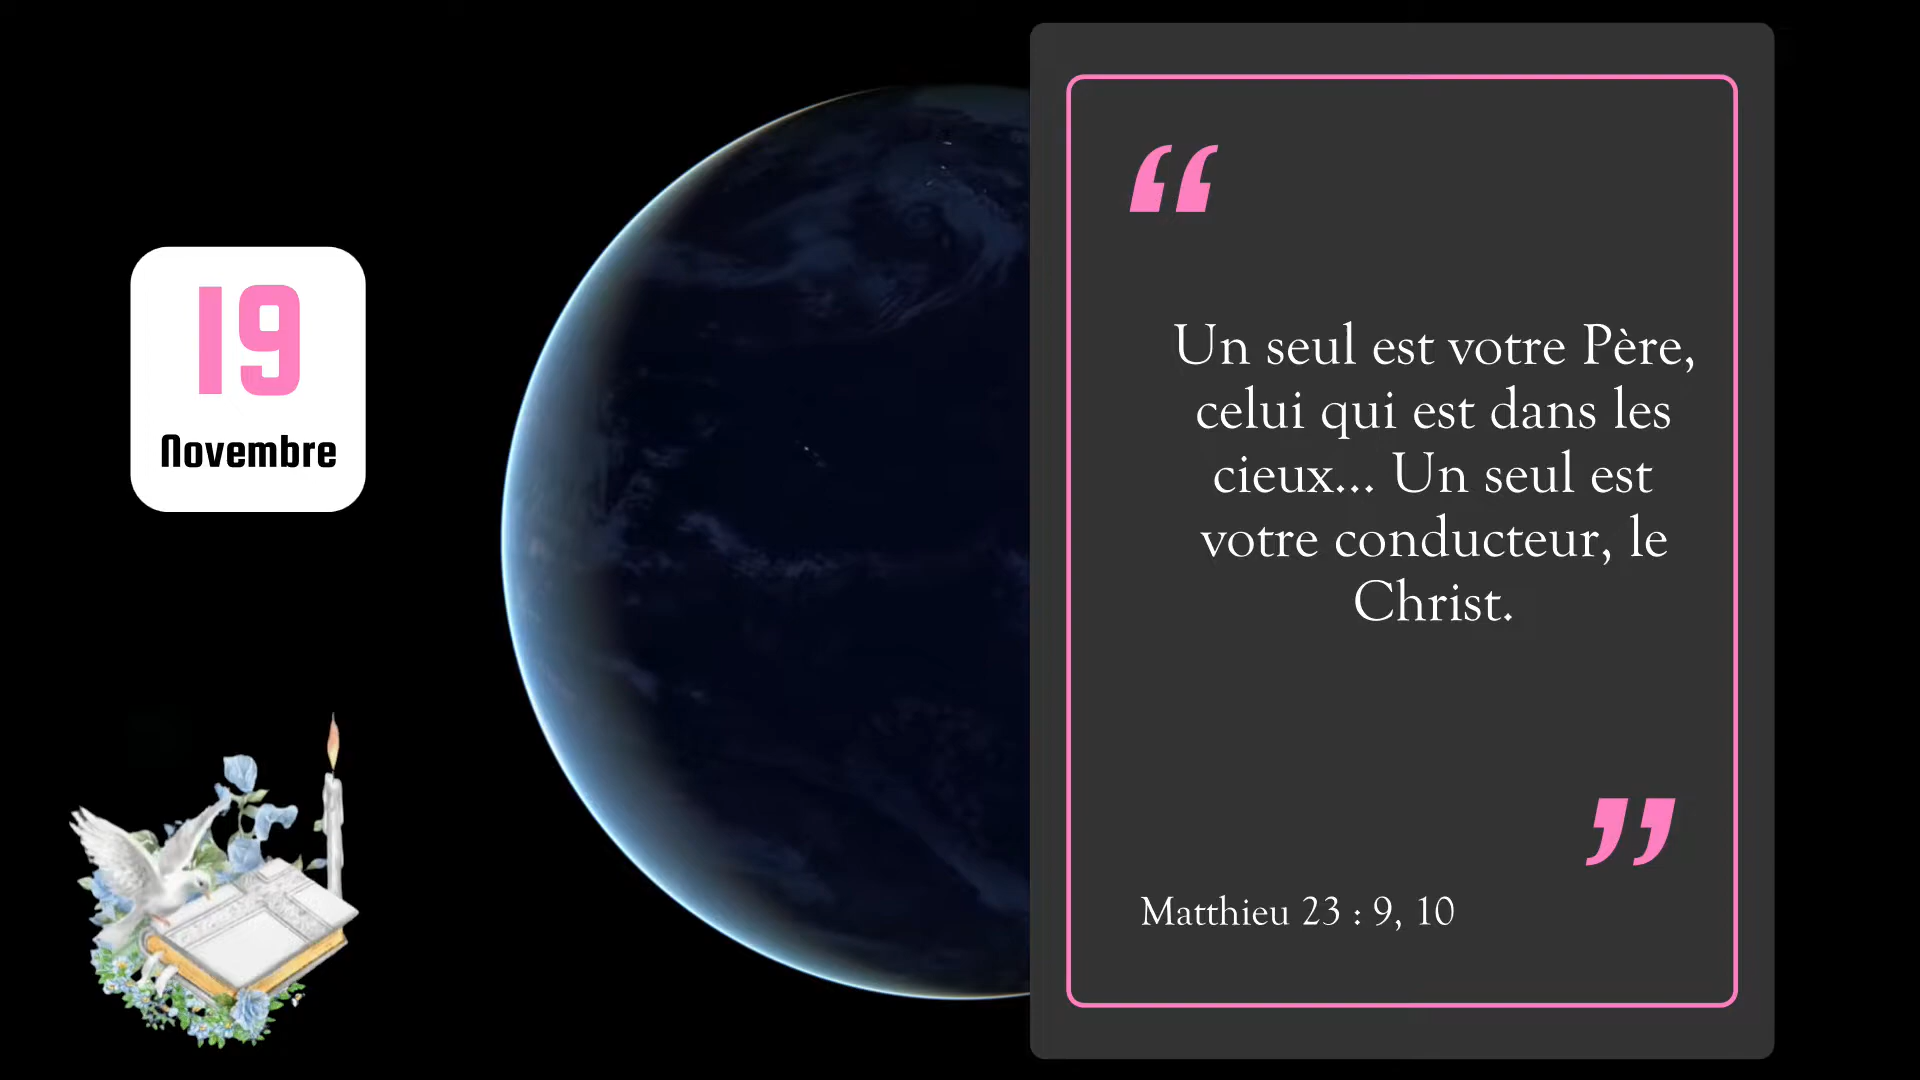 19
Novembre
“
Un seul est votre Père,
celui qui est dans les
cieux... Un seul est
votre conducteur, le
Christ.
”
Matthieu 23 : 9, 10